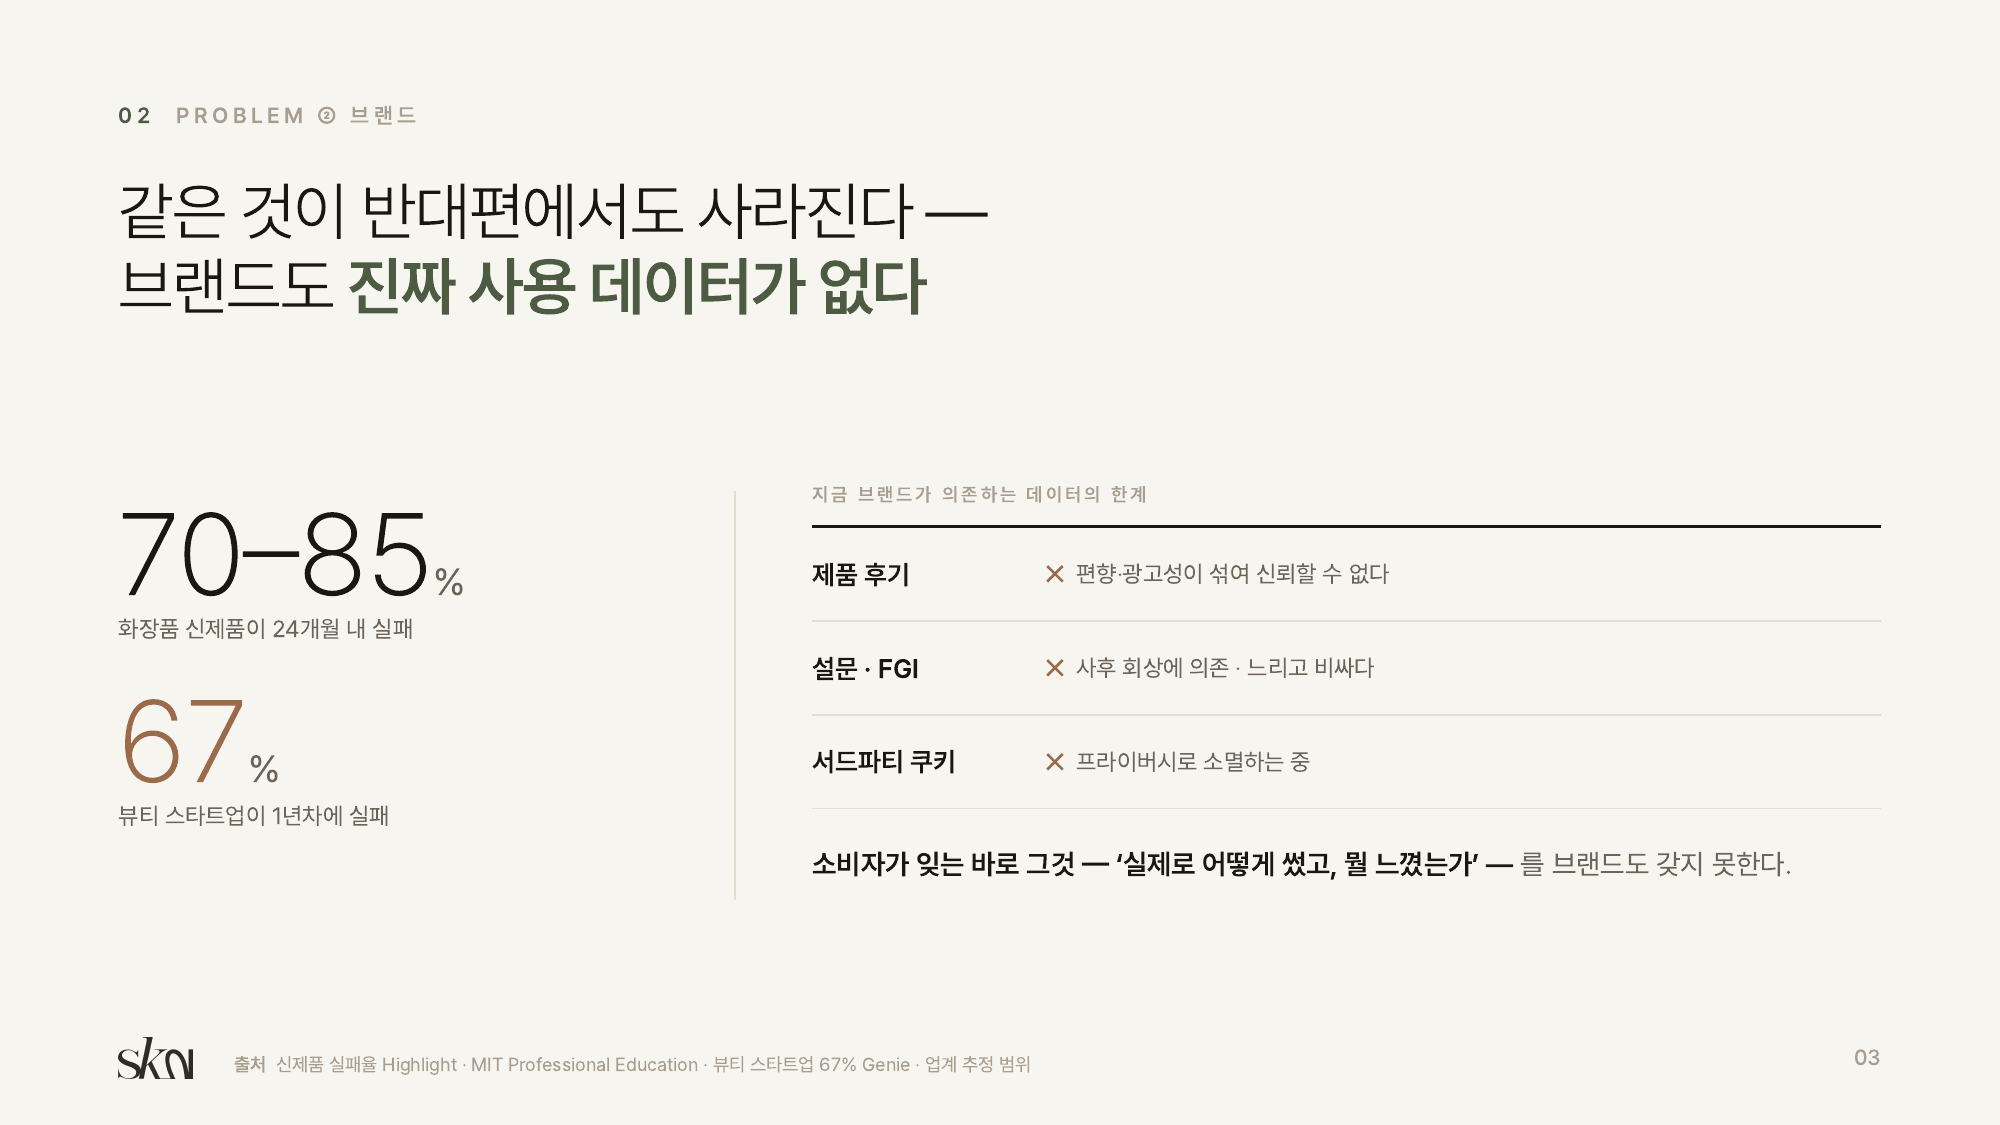 02 PROBLEM ② 브랜드
같은 것이 반대편에서도 사라진다 —
브랜드도 진짜 사용 데이터가 없다
70–85%
화장품 신제품이 24개월 내 실패
67%
뷰티 스타트업이 1년차에 실패
지금 브랜드가 의존하는 데이터의 한계
제품 후기 ✕ 편향·광고성이 섞여 신뢰할 수 없다
설문 · FGI ✕ 사후 회상에 의존 · 느리고 비싸다
서드파티 쿠키 ✕ 프라이버시로 소멸하는 중
소비자가 잊는 바로 그것 — ‘실제로 어떻게 썼고, 뭘 느꼈는가’ — 를 브랜드도 갖지 못한다.
출처 신제품 실패율 Highlight · MIT Professional Education · 뷰티 스타트업 67% Genie · 업계 추정 범위
03